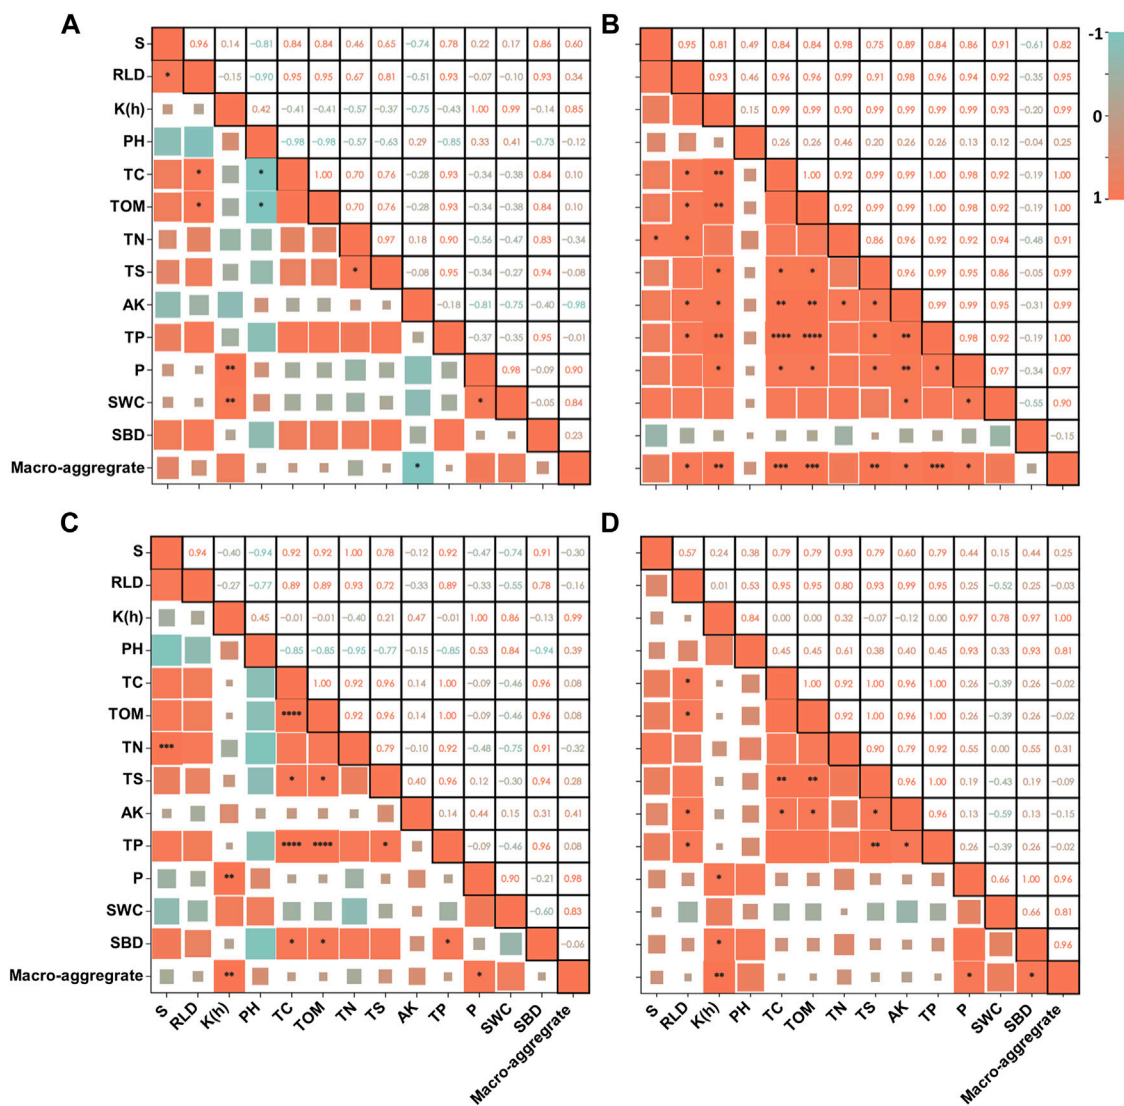 A
S 0.96 0.14 −0.81 0.84 0.84 0.46 0.65 −0.74 0.78 0.22 0.17 0.86 0.60
RLD * −0.15 −0.90 0.95 0.95 0.67 0.81 −0.51 0.93 −0.07 −0.10 0.93 0.34
K(h) 0.42 −0.41 −0.41 −0.57 −0.37 −0.75 −0.43 1.00 0.99 −0.14 0.85
PH −0.98 −0.98 −0.57 −0.63 0.29 −0.85 0.33 0.41 −0.73 −0.12
TC * * 1.00 0.70 0.76 −0.28 0.93 −0.34 −0.38 0.84 0.10
TOM * * 0.70 0.76 −0.28 0.93 −0.34 −0.38 0.84 0.10
TN 0.97 0.18 0.90 −0.56 −0.47 0.83 −0.34
TS * −0.08 0.95 −0.34 −0.27 0.94 −0.08
AK −0.18 −0.81 −0.75 −0.40 −0.98
TP −0.37 −0.35 0.95 −0.01
P ** 0.98 −0.09 0.90
SWC ** * −0.05 0.84
SBD 0.23
Macro-aggregrate *
B
0.95 0.81 0.49 0.84 0.84 0.98 0.75 0.89 0.84 0.86 0.91 −0.61 0.82
0.93 0.46 0.96 0.96 0.99 0.91 0.98 0.96 0.94 0.92 −0.35 0.95
0.15 0.99 0.99 0.90 0.99 0.99 0.99 0.99 0.93 −0.20 0.99
0.26 0.26 0.46 0.20 0.26 0.26 0.13 0.12 −0.04 0.25
* ** 1.00 0.92 0.99 0.99 1.00 0.98 0.92 −0.19 1.00
* ** 0.92 0.99 0.99 1.00 0.98 0.92 −0.19 1.00
* * 0.86 0.96 0.92 0.92 0.94 −0.48 0.91
* * * 0.96 0.99 0.95 0.86 −0.05 0.99
* * ** ** * * 0.99 0.99 0.95 −0.31 0.99
* ** **** **** * ** 0.98 0.92 −0.19 1.00
* * * * ** * 0.97 −0.34 0.97
* * −0.55 0.90
−0.15
* ** *** *** ** * *** *
-1
0
1
C
S 0.94 −0.40 −0.94 0.92 0.92 1.00 0.78 −0.12 0.92 −0.47 −0.74 0.91 −0.30
RLD −0.27 −0.77 0.89 0.89 0.93 0.72 −0.33 0.89 −0.33 −0.55 0.78 −0.16
K(h) 0.45 −0.01 −0.01 −0.40 0.21 0.47 −0.01 1.00 0.86 −0.13 0.99
PH −0.85 −0.85 −0.95 −0.77 −0.15 −0.85 0.53 0.84 −0.94 0.39
TC 1.00 0.92 0.96 0.14 1.00 −0.09 −0.46 0.96 0.08
TOM **** 0.92 0.96 0.14 1.00 −0.09 −0.46 0.96 0.08
TN *** 0.79 −0.10 0.92 −0.48 −0.75 0.91 −0.32
TS * * 0.40 0.96 0.12 −0.30 0.94 0.28
AK 0.14 0.44 0.15 0.31 0.41
TP **** **** * −0.09 −0.46 0.96 0.08
P ** 0.90 −0.21 0.98
SWC −0.60 0.83
SBD * * * −0.06
Macro-aggregrate ** *
S RLD K(h) PH TC TOM TN TS AK TP P SWC SBD Macro-aggregrate
D
0.57 0.24 0.38 0.79 0.79 0.93 0.79 0.60 0.79 0.44 0.15 0.44 0.25
0.01 0.53 0.95 0.95 0.80 0.93 0.99 0.95 0.25 −0.52 0.25 −0.03
0.84 0.00 0.00 0.32 −0.07 −0.12 0.00 0.97 0.78 0.97 1.00
0.45 0.45 0.61 0.38 0.40 0.45 0.93 0.33 0.93 0.81
* 1.00 0.92 1.00 0.96 1.00 0.26 −0.39 0.26 −0.02
* 0.92 1.00 0.96 1.00 0.26 −0.39 0.26 −0.02
0.90 0.79 0.92 0.55 0.00 0.55 0.31
** ** 0.96 1.00 0.19 −0.43 0.19 −0.09
* * * * 0.96 0.13 −0.59 0.13 −0.15
* ** * 0.26 −0.39 0.26 −0.02
* 0.66 1.00 0.96
0.66 0.81
* 0.96
** * *
S RLD K(h) PH TC TOM TN TS AK TP P SWC SBD Macro-aggregrate